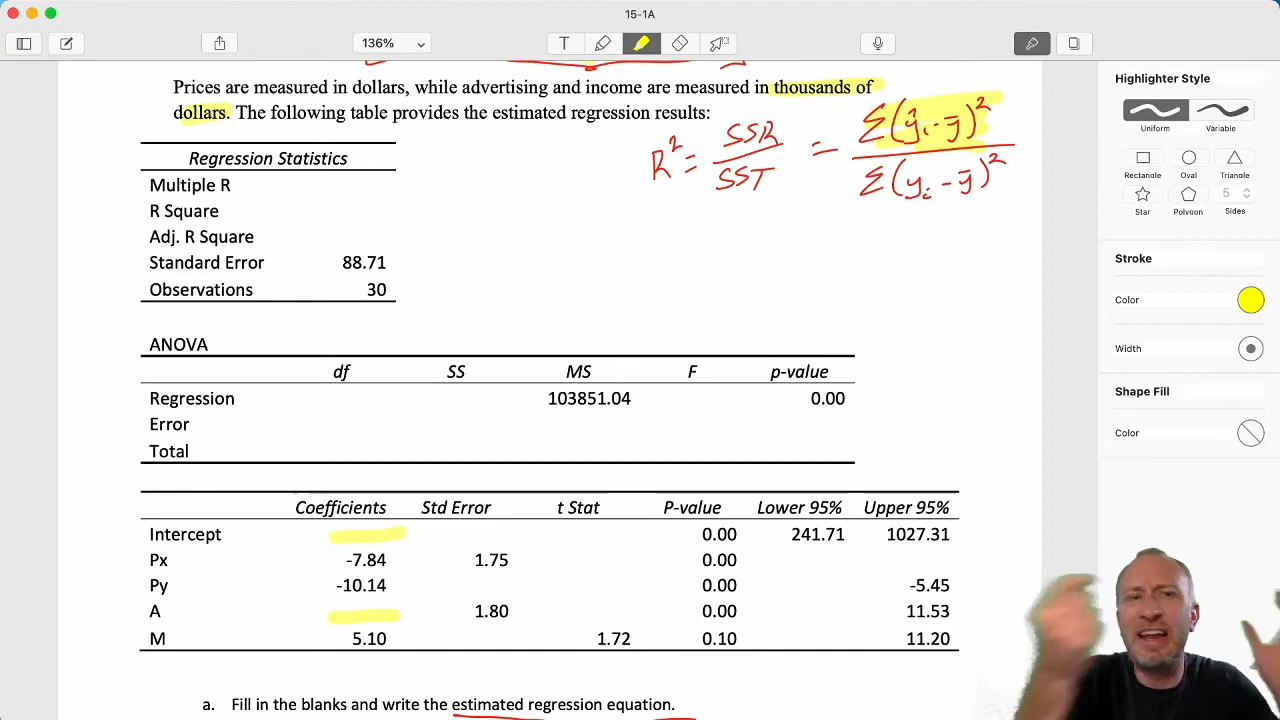 15-1A
136%
T
Prices are measured in dollars, while advertising and income are measured in thousands of
dollars. The following table provides the estimated regression results:
R² = SSR / SST = Σ(ŷᵢ - ȳ)² / Σ(yᵢ - ȳ)²
Regression Statistics
Multiple R
R Square
Adj. R Square
Standard Error 88.71
Observations 30
ANOVA
df SS MS F p-value
Regression 103851.04 0.00
Error
Total
Coefficients Std Error t Stat P-value Lower 95% Upper 95%
Intercept 0.00 241.71 1027.31
Px -7.84 1.75 0.00
Py -10.14 0.00 -5.45
A 1.80 0.00 11.53
M 5.10 1.72 0.10 11.20
a. Fill in the blanks and write the estimated regression equation.
Highlighter Style
Uniform Variable
Rectangle Oval Triangle
5
Star Polygon Sides
Stroke
Color
Width
Shape Fill
Color